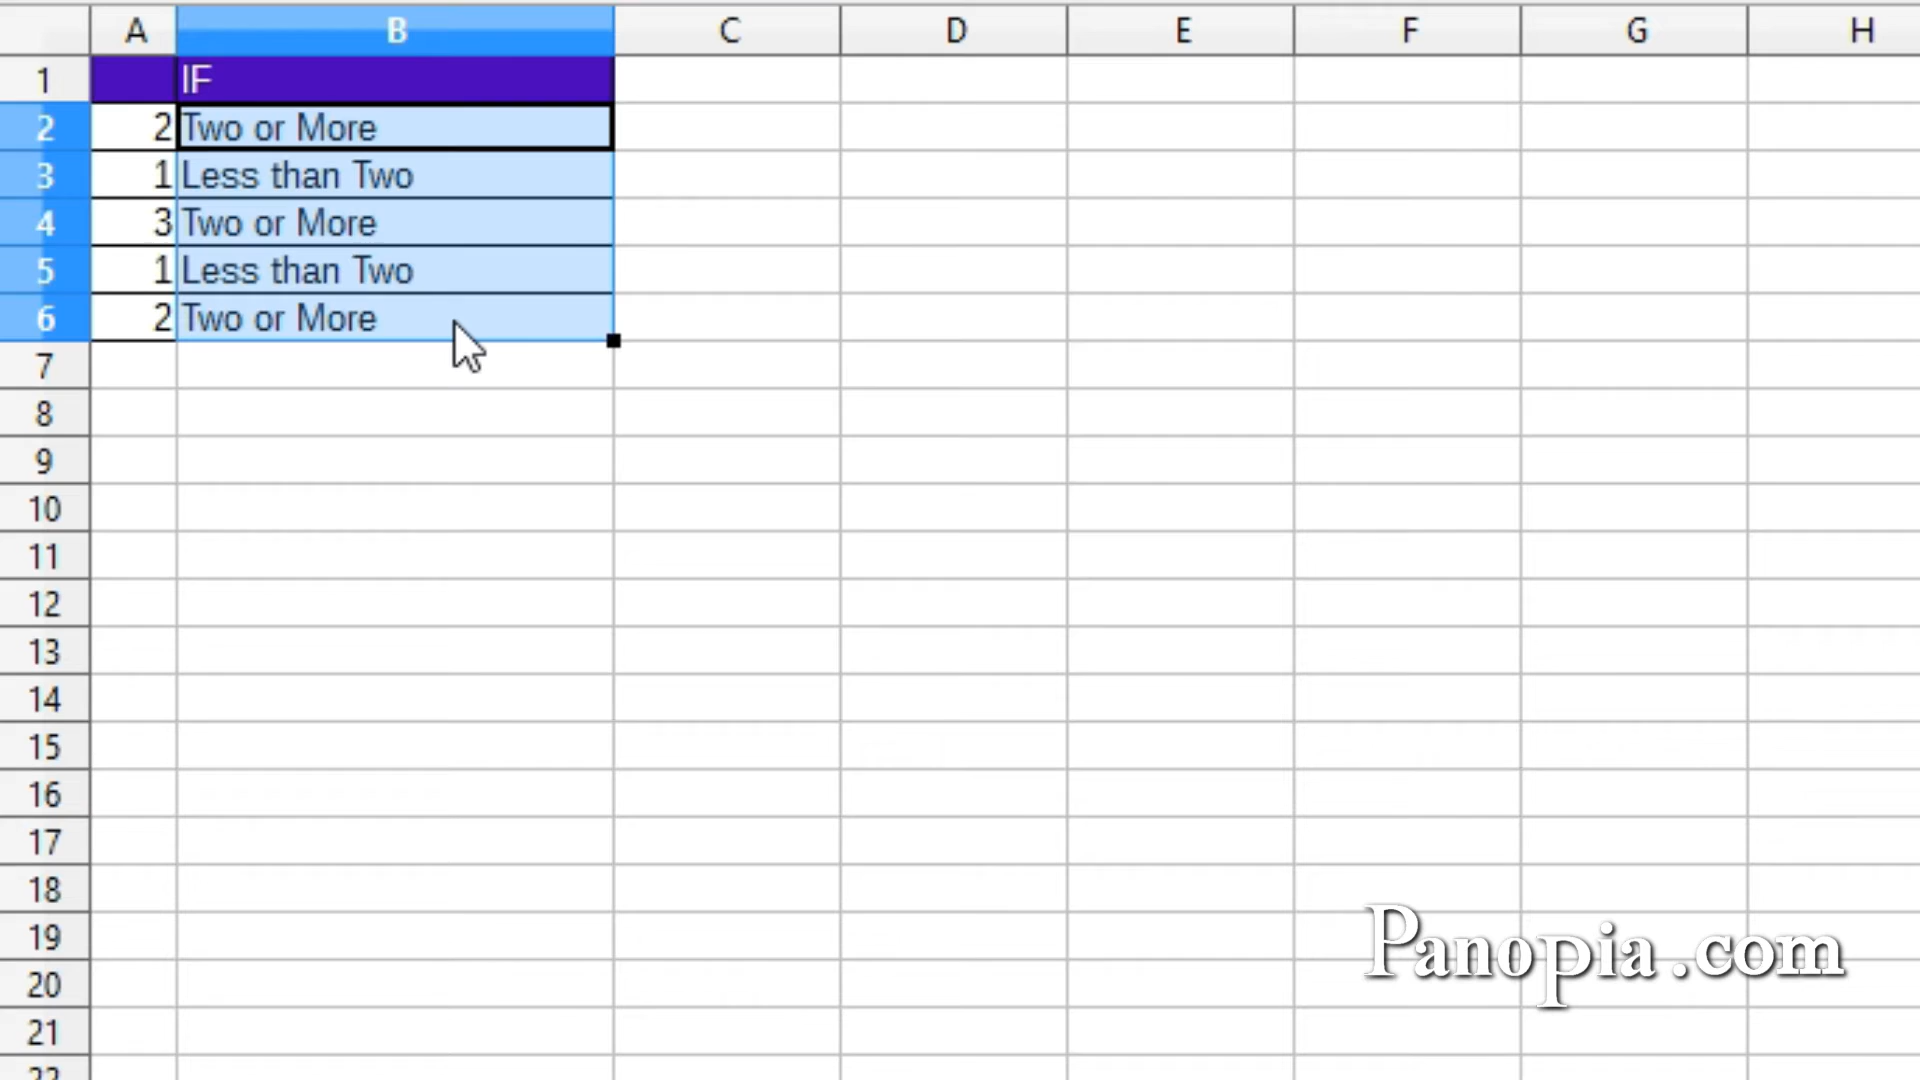 A B C D E F G H
1 IF
2 2 Two or More
3 1 Less than Two
4 3 Two or More
5 1 Less than Two
6 2 Two or More
7
8
9
10
11
12
13
14
15
16
17
18
19
Panopia.com
20
21
22